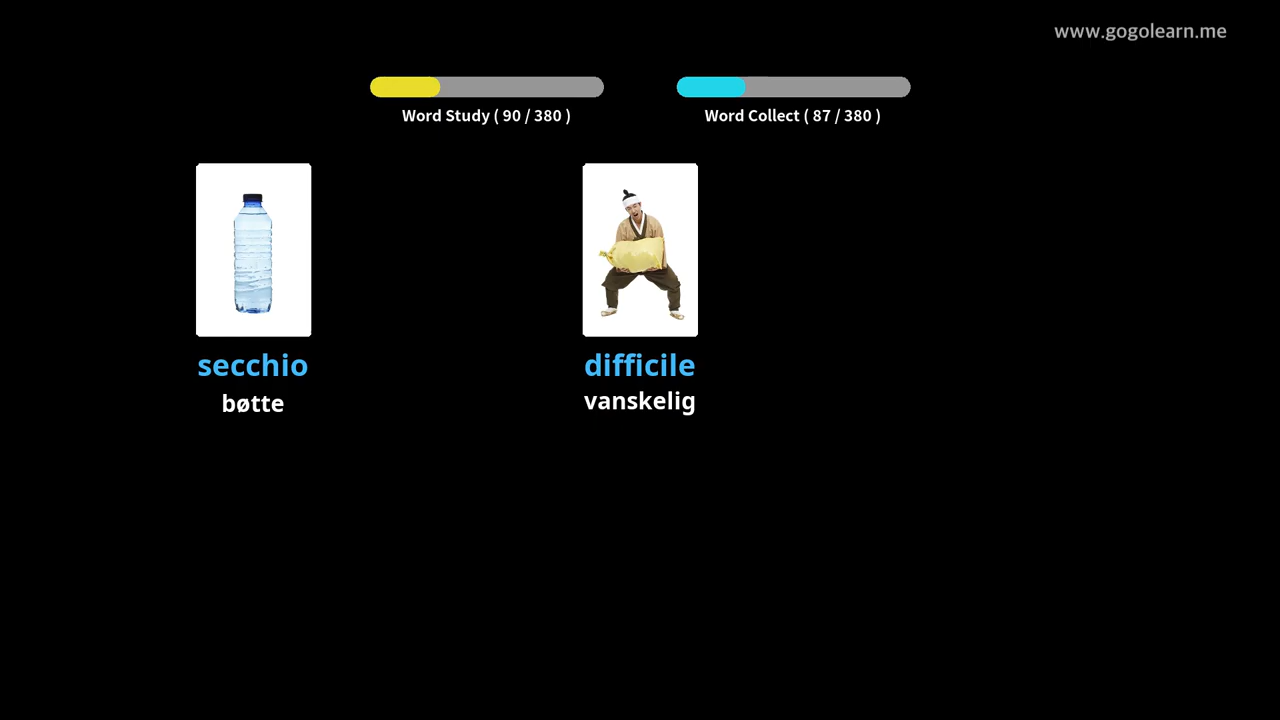 www.gogolearn.me
Word Study ( 90 / 380 )
Word Collect ( 87 / 380 )
secchio
bøtte
difficile
vanskelig